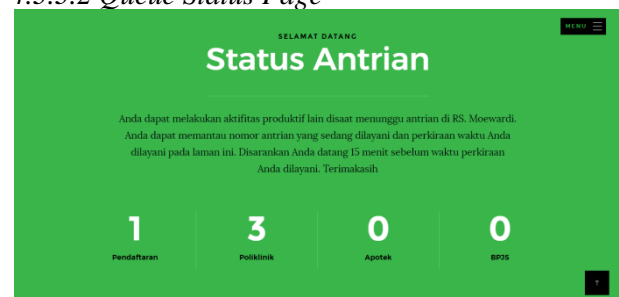 4.3.3.2 Queue Status Page
MENU
SELAMAT DATANG
Status Antrian
Anda dapat melakukan aktifitas produktif lain disaat menunggu antrian di RS. Moewardi.
Anda dapat memantau nomor antrian yang sedang dilayani dan perkiraan waktu Anda
dilayani pada laman ini. Disarankan Anda datang 15 menit sebelum waktu perkiraan
Anda dilayani. Terimakasih
1 3 0 0
Pendaftaran Poliklinik Apotek BPJS